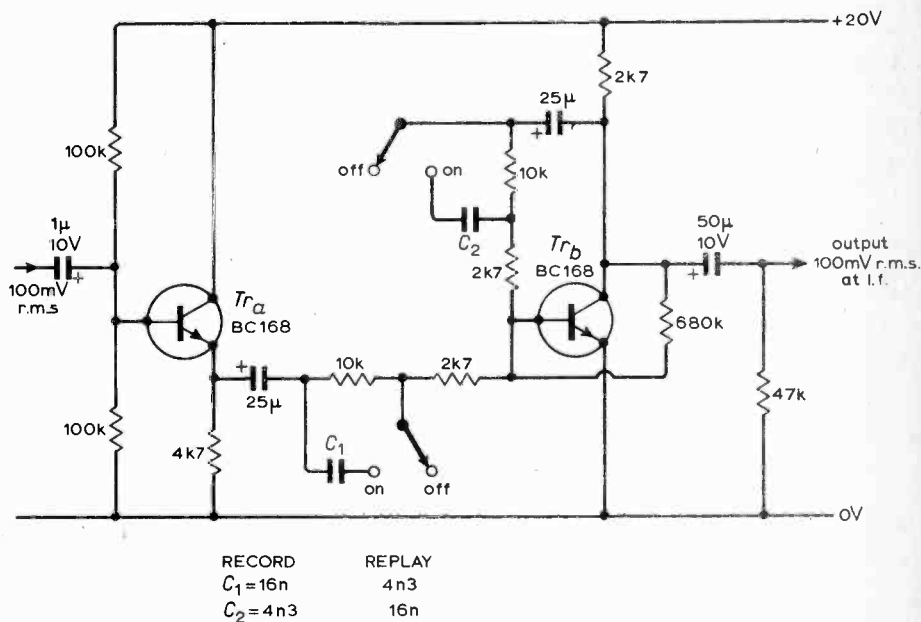 +20V
2k7
25μ
+
100k
off
on
10k
C2
2k7
1μ
10V
+
100mV
r.m.s
Tra
BC168
Trb
BC168
50μ
10V
+
output
100mV r.m.s.
at l.f.
680k
+
25μ
10k
2k7
47k
100k
4k7
C1
on
off
0V
RECORD REPLAY
C1=16n 4n3
C2=4n3 16n